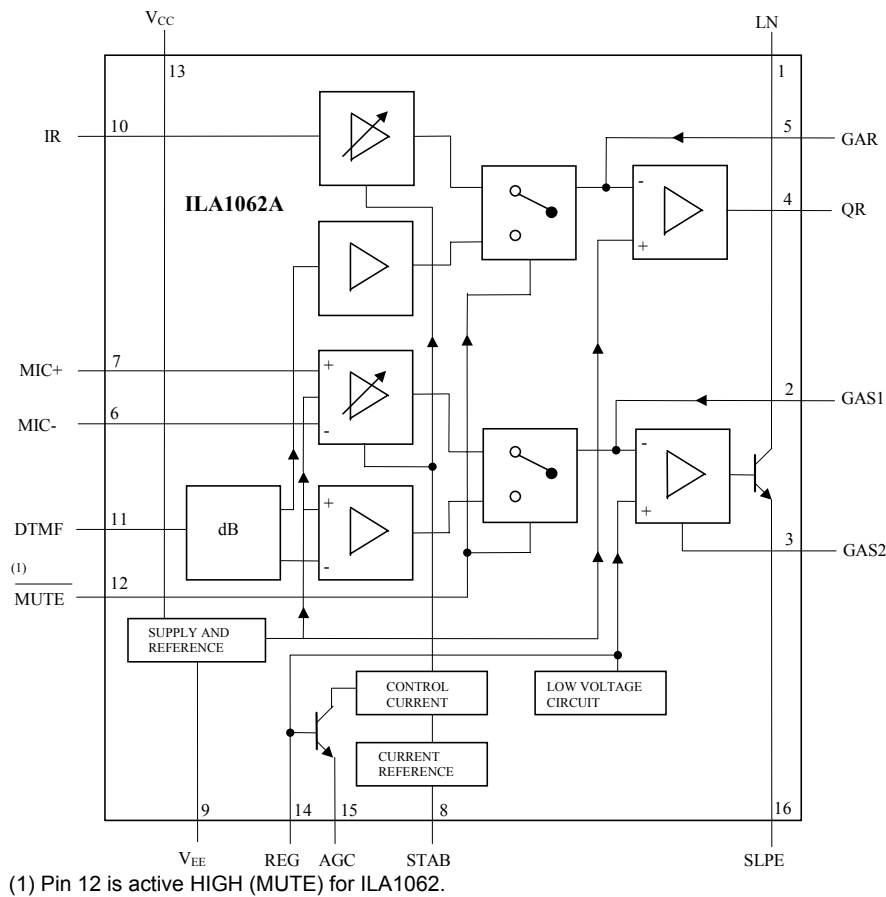 VCC
LN
13
1
IR
10
5
GAR
ILA1062A
-
4
QR
+
MIC+
7
+
2
GAS1
MIC-
6
-
-
+
DTMF
11
dB
+
-
3
GAS2
(1)
MUTE
12
SUPPLY AND
REFERENCE
CONTROL
CURRENT
LOW VOLTAGE
CIRCUIT
CURRENT
REFERENCE
9
14
15
8
16
VEE
REG
AGC
STAB
SLPE
(1) Pin 12 is active HIGH (MUTE) for ILA1062.